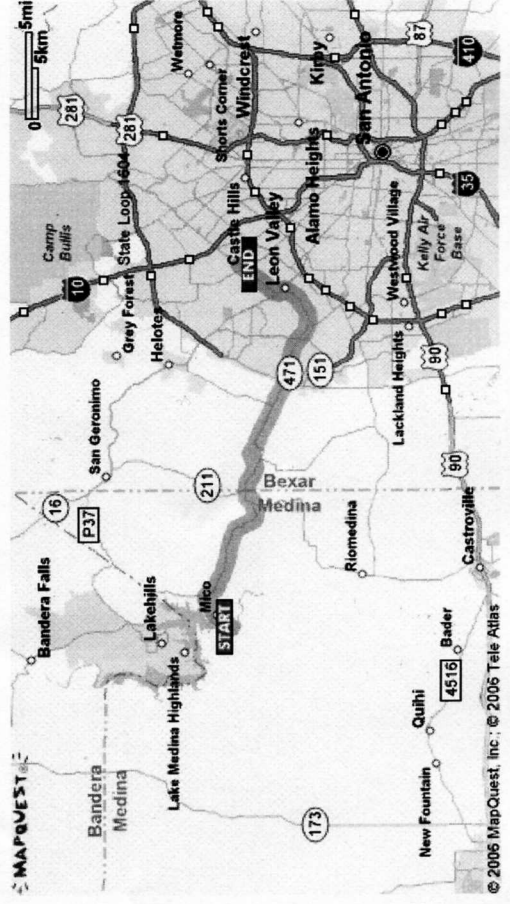 MAPQUEST
0
5mi
5km
Wetmore
Windcrest
Kirby
87
410
281
281
Shorts Corner
San Antonio
Camp
Bullis
State Loop 1604
Castle Hills
Alamo Heights
35
10
Grey Forest
END
Leon Valley
Westwood Village
Kelly Air
Force
Base
Helotes
471
151
Lackland Heights
90
San Geronimo
211
Bexar
Medina
90
16
P37
Bandera Falls
Lakehills
Mico
START
Riomedina
Castroville
Lake Medina Highlands
Bader
4516
Quihi
New Fountain
Bandera
Medina
173
© 2006 MapQuest, Inc.; © 2006 Tele Atlas